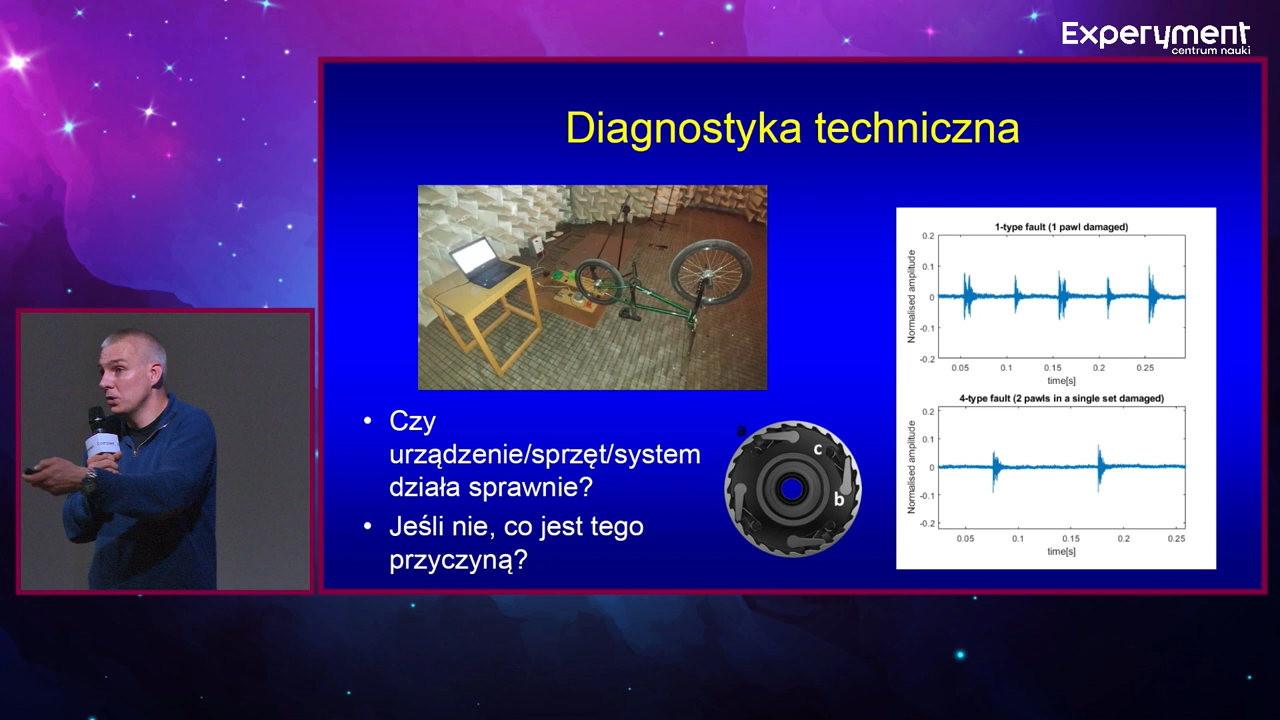 Experyment
centrum nauki
Diagnostyka techniczna
• Czy
urządzenie/sprzęt/system
działa sprawnie?
• Jeśli nie, co jest tego
przyczyną?
a
c
b
1-type fault (1 pawl damaged)
Normalised amplitude
0.2
0.1
0
-0.1
-0.2
0.05 0.1 0.15 0.2 0.25
time[s]
4-type fault (2 pawls in a single set damaged)
Normalised amplitude
0.2
0.1
0
-0.1
-0.2
0.05 0.1 0.15 0.2 0.25
time[s]